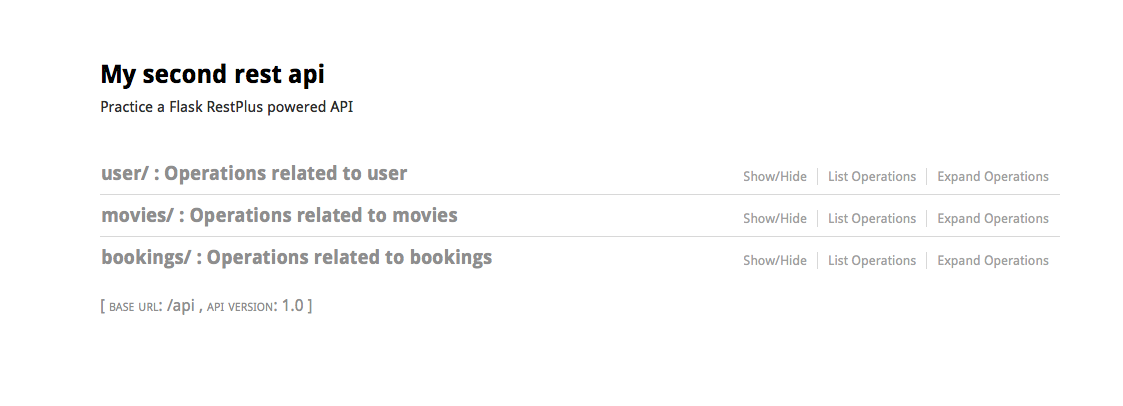 My second rest api
Practice a Flask RestPlus powered API
user/ : Operations related to user Show/Hide List Operations Expand Operations
movies/ : Operations related to movies Show/Hide List Operations Expand Operations
bookings/ : Operations related to bookings Show/Hide List Operations Expand Operations
[ BASE URL: /api , API VERSION: 1.0 ]